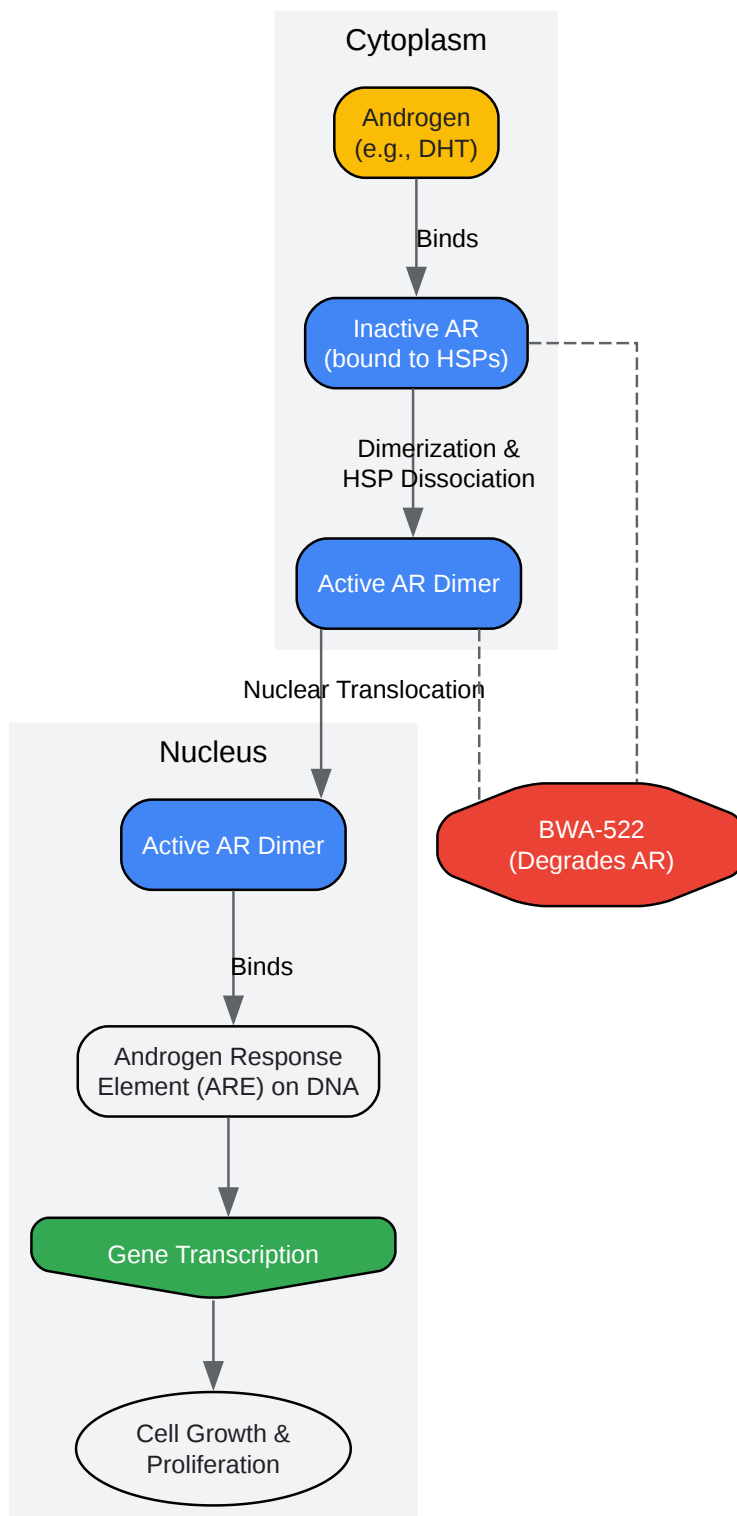 Cytoplasm
Androgen
(e.g., DHT)
Binds
Inactive AR
(bound to HSPs)
Dimerization &
HSP Dissociation
Active AR Dimer
Nuclear Translocation
Nucleus
Active AR Dimer
BWA-522
(Degrades AR)
Binds
Androgen Response
Element (ARE) on DNA
Gene Transcription
Cell Growth &
Proliferation